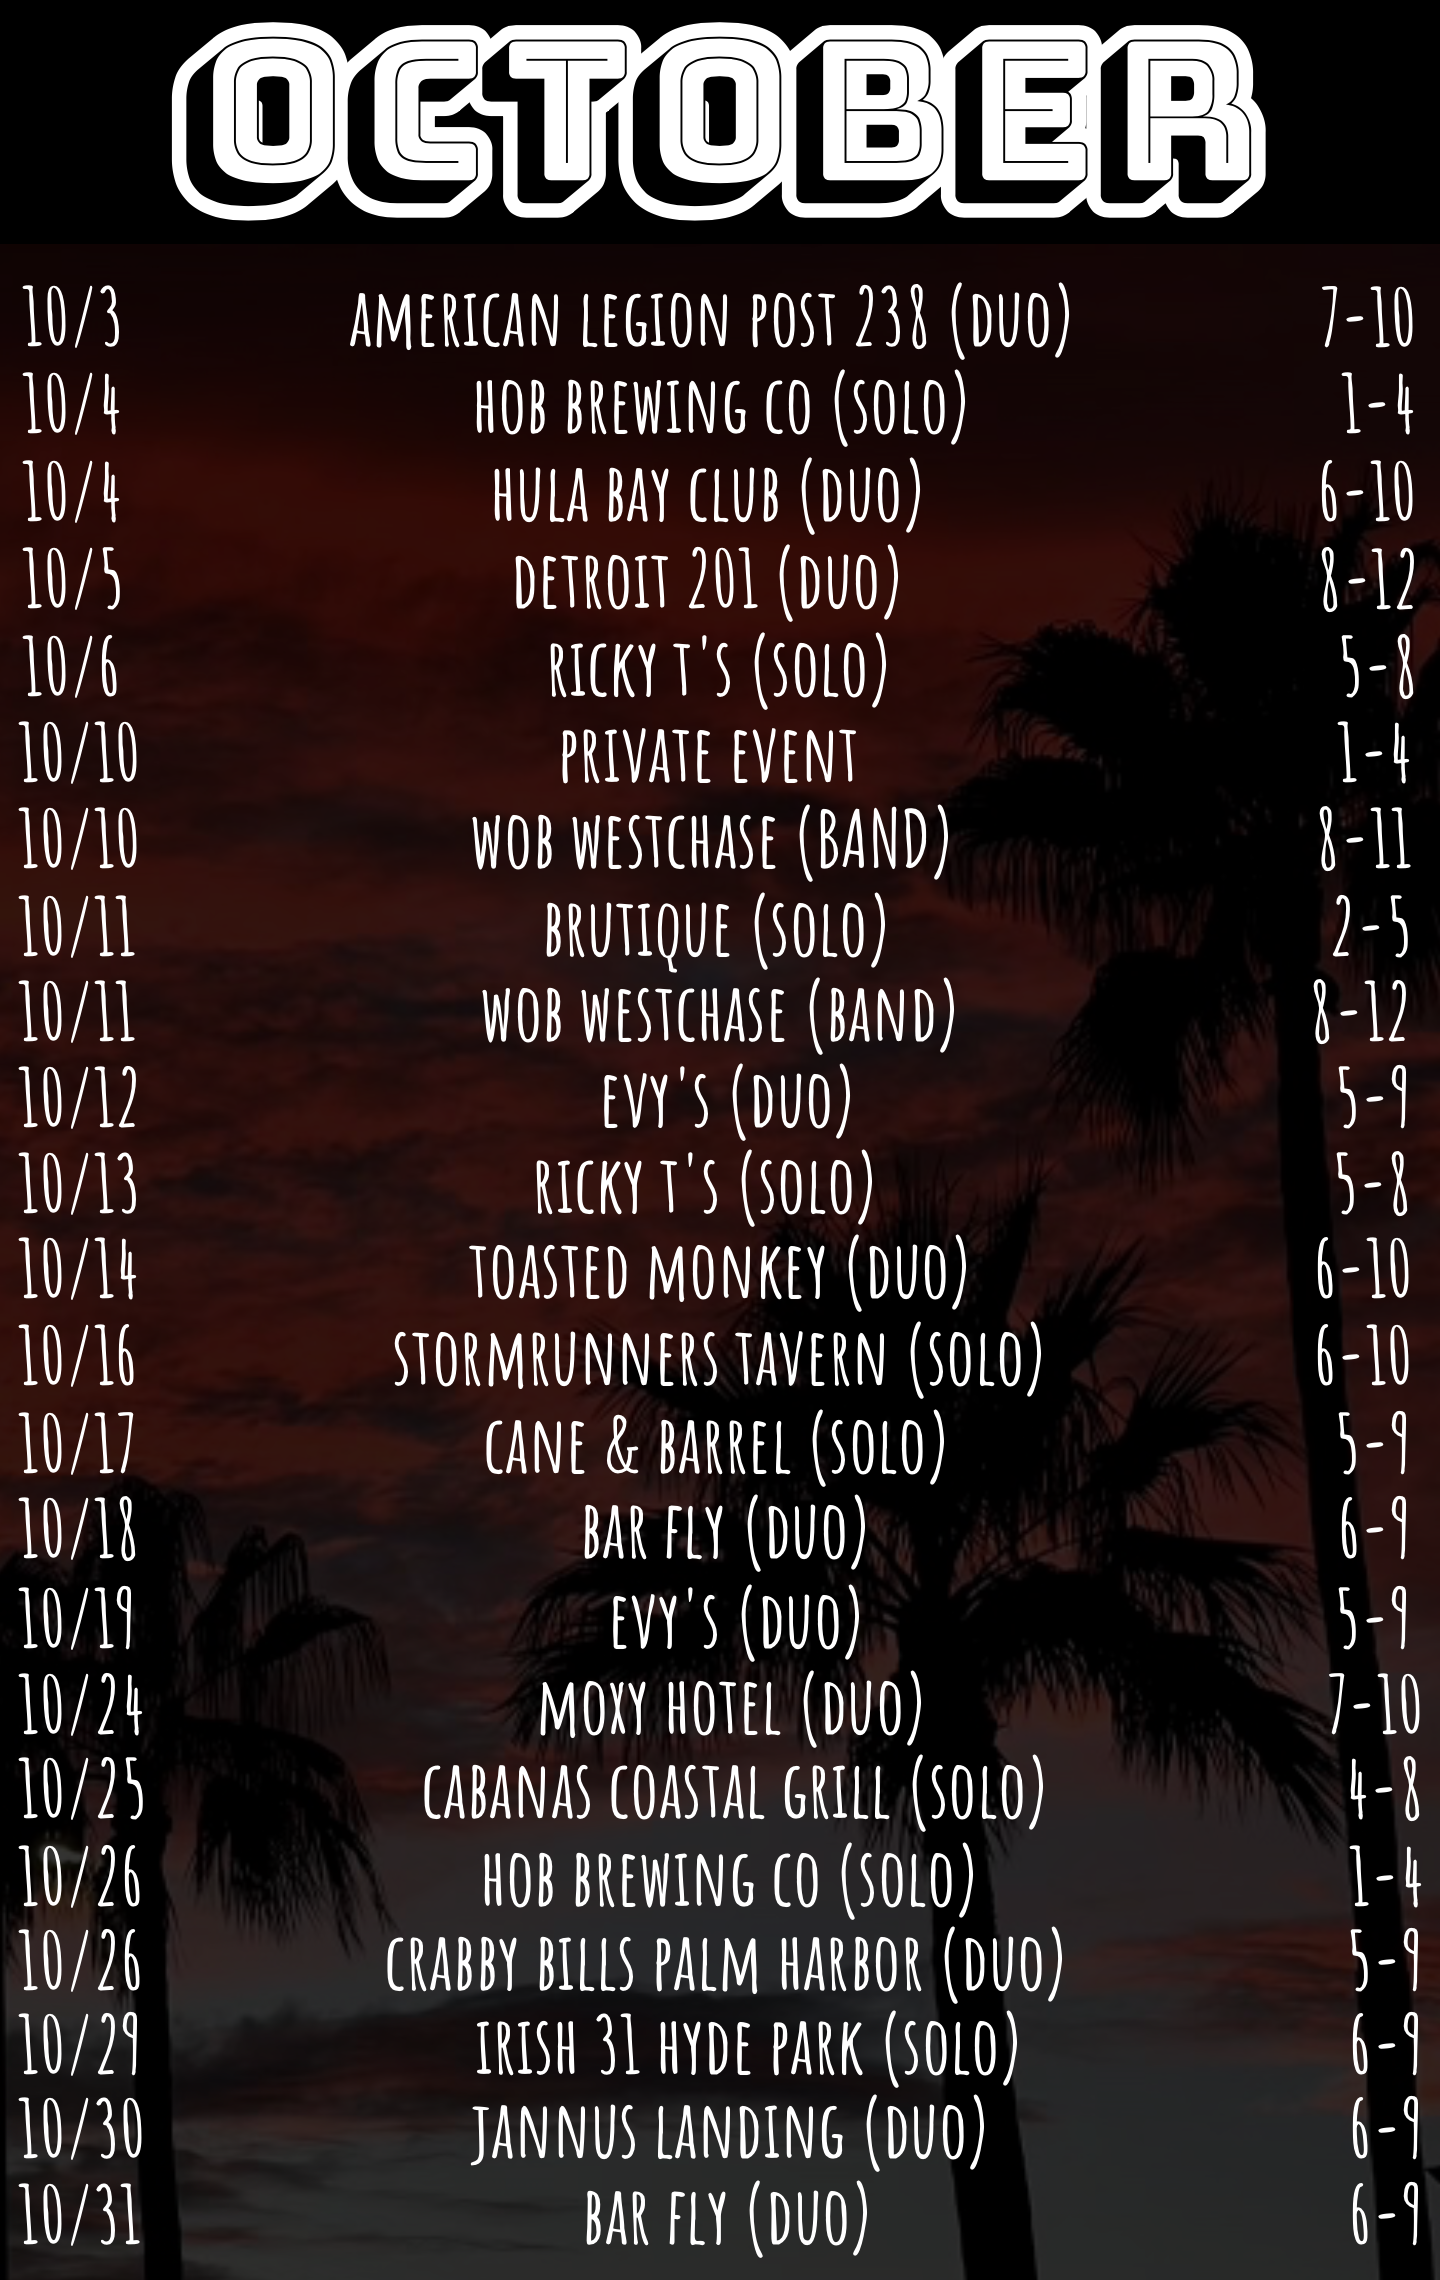 OCTOBER
10/3 AMERICAN LEGION POST 238 (DUO) 7-10
10/4 HOB BREWING CO (SOLO) 1-4
10/4 HULA BAY CLUB (DUO) 6-10
10/5 DETROIT 201 (DUO) 8-12
10/6 RICKY T'S (SOLO) 5-8
10/10 PRIVATE EVENT 1-4
10/10 WOB WESTCHASE (BAND) 8-11
10/11 BRUTIQUE (SOLO) 2-5
10/11 WOB WESTCHASE (BAND) 8-12
10/12 EVY'S (DUO) 5-9
10/13 RICKY T'S (SOLO) 5-8
10/14 TOASTED MONKEY (DUO) 6-10
10/16 STORMRUNNERS TAVERN (SOLO) 6-10
10/17 CANE & BARREL (SOLO) 5-9
10/18 BAR FLY (DUO) 6-9
10/19 EVY'S (DUO) 5-9
10/24 MOXY HOTEL (DUO) 7-10
10/25 CABANAS COASTAL GRILL (SOLO) 4-8
10/26 HOB BREWING CO (SOLO) 1-4
10/26 CRABBY BILLS PALM HARBOR (DUO) 5-9
10/29 IRISH 31 HYDE PARK (SOLO) 6-9
10/30 JANNUS LANDING (DUO) 6-9
10/31 BAR FLY (DUO) 6-9